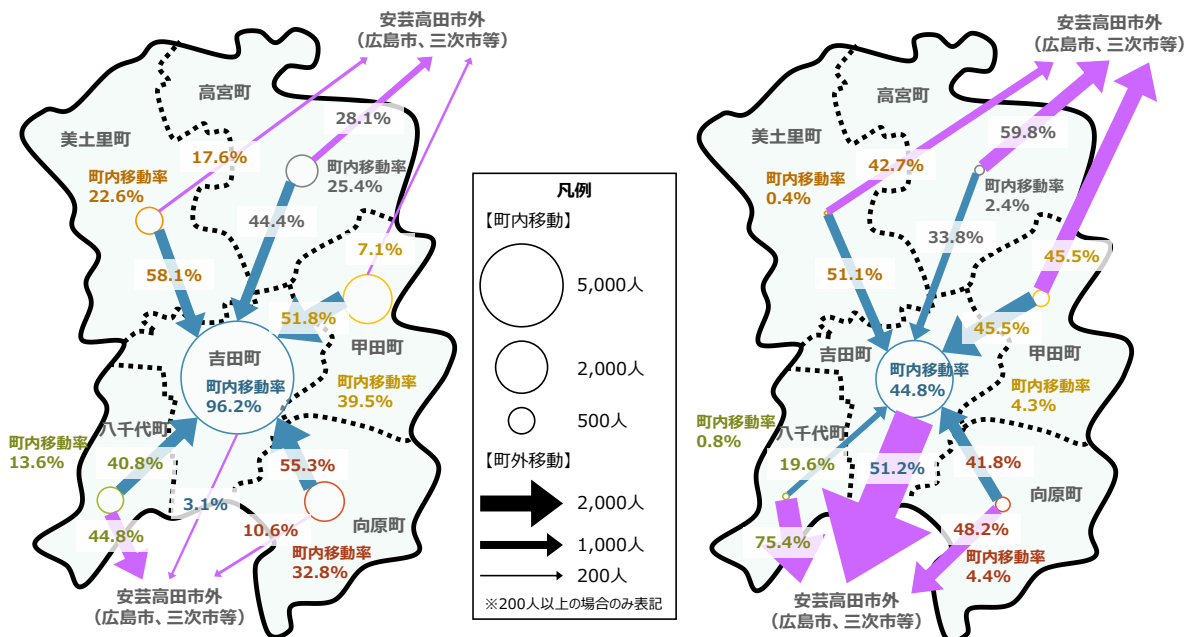 安芸高田市外
（広島市、三次市等）
高宮町
28.1%
美土里町
17.6%
町内移動率
25.4%
町内移動率
22.6%
44.4%
7.1%
58.1%
51.8%
吉田町
甲田町
町内移動率
96.2%
町内移動率
39.5%
八千代町
町内移動率
13.6%
40.8%
55.3%
3.1%
44.8%
10.6%
向原町
町内移動率
32.8%
安芸高田市外
（広島市、三次市等）
凡例
【町内移動】
5,000人
2,000人
500人
【町外移動】
2,000人
1,000人
200人
※200人以上の場合のみ表記
安芸高田市外
（広島市、三次市等）
高宮町
59.8%
美土里町
42.7%
町内移動率
0.4%
町内移動率
2.4%
33.8%
51.1%
45.5%
45.5%
吉田町
甲田町
町内移動率
44.8%
町内移動率
4.3%
町内移動率
0.8%
八千代町
19.6%
51.2%
41.8%
向原町
75.4%
48.2%
町内移動率
4.4%
安芸高田市外
（広島市、三次市等）